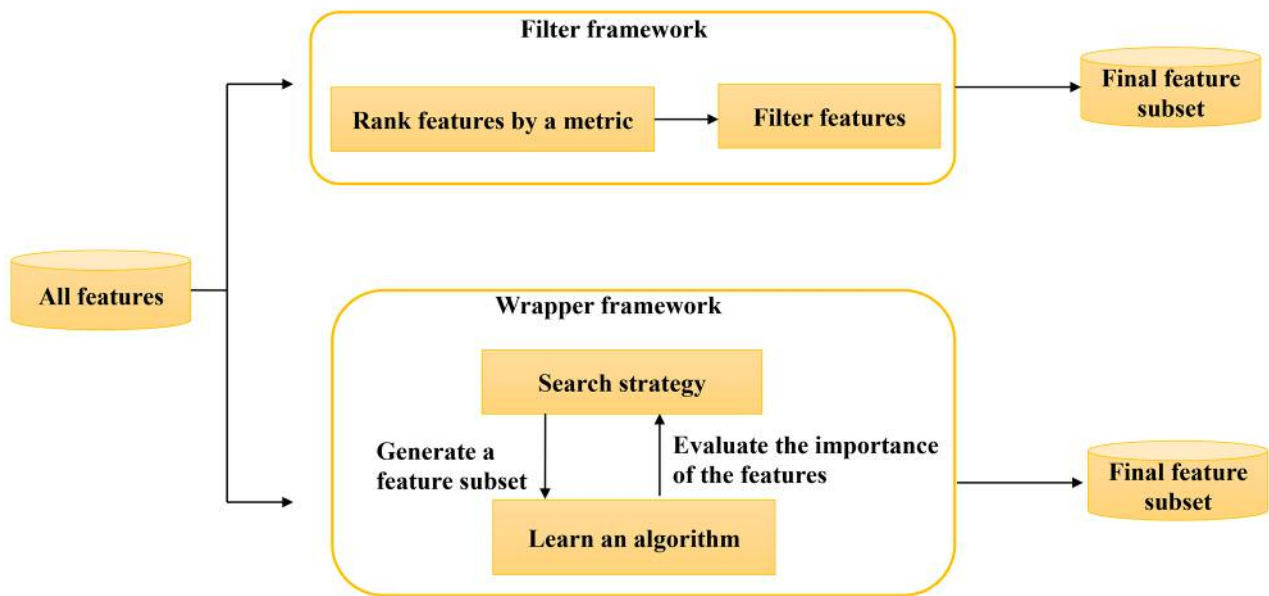 Filter framework
Rank features by a metric
Filter features
Final feature
subset
All features
Wrapper framework
Search strategy
Generate a
feature subset
Evaluate the importance
of the features
Learn an algorithm
Final feature
subset